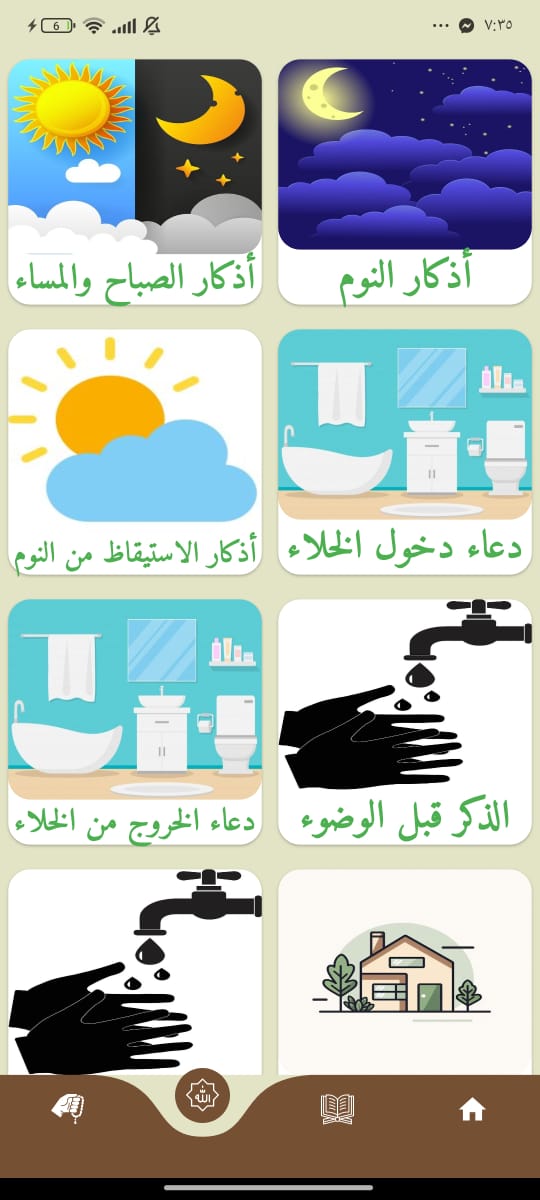 ٧:٣٥
6
أذكار النوم
أذكار الصباح والمساء
دعاء دخول الخلاء
أذكار الاستيقاظ من النوم
الذكر قبل الوضوء
دعاء الخروج من الخلاء
الله